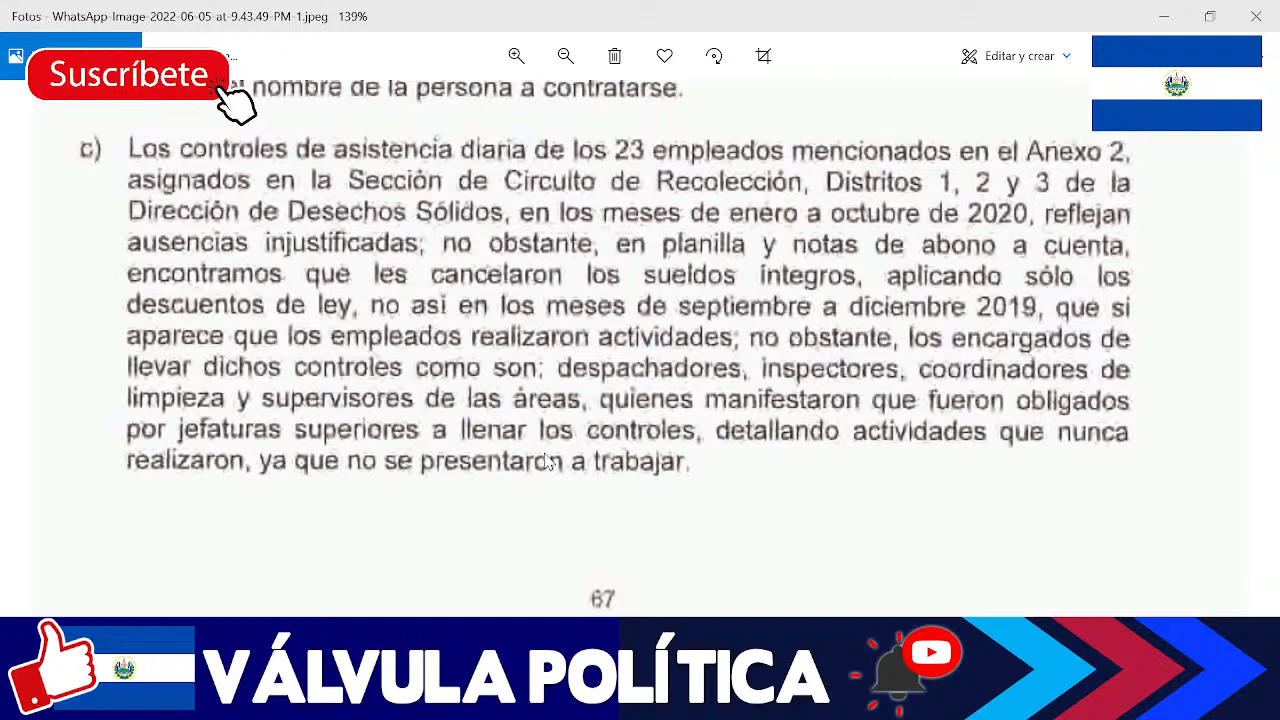 Fotos - WhatsApp-Image-2022-06-05-at-9.43.49-PM-1.jpeg 139%
Editar y crear
Suscríbete
nombre de la persona a contratarse.
c) Los controles de asistencia diaria de los 23 empleados mencionados en el Anexo 2,
asignados en la Sección de Circuito de Recolección, Distritos 1, 2 y 3 de la
Dirección de Desechos Sólidos, en los meses de enero a octubre de 2020, reflejan
ausencias injustificadas; no obstante, en planilla y notas de abono a cuenta,
encontramos que les cancelaron los sueldos íntegros, aplicando sólo los
descuentos de ley, no así en los meses de septiembre a diciembre 2019, que si
aparece que los empleados realizaron actividades; no obstante, los encargados de
llevar dichos controles como son: despachadores, inspectores, coordinadores de
limpieza y supervisores de las áreas, quienes manifestaron que fueron obligados
por jefaturas superiores a llenar los controles, detallando actividades que nunca
realizaron, ya que no se presentaron a trabajar.
67
VÁLVULA POLÍTICA